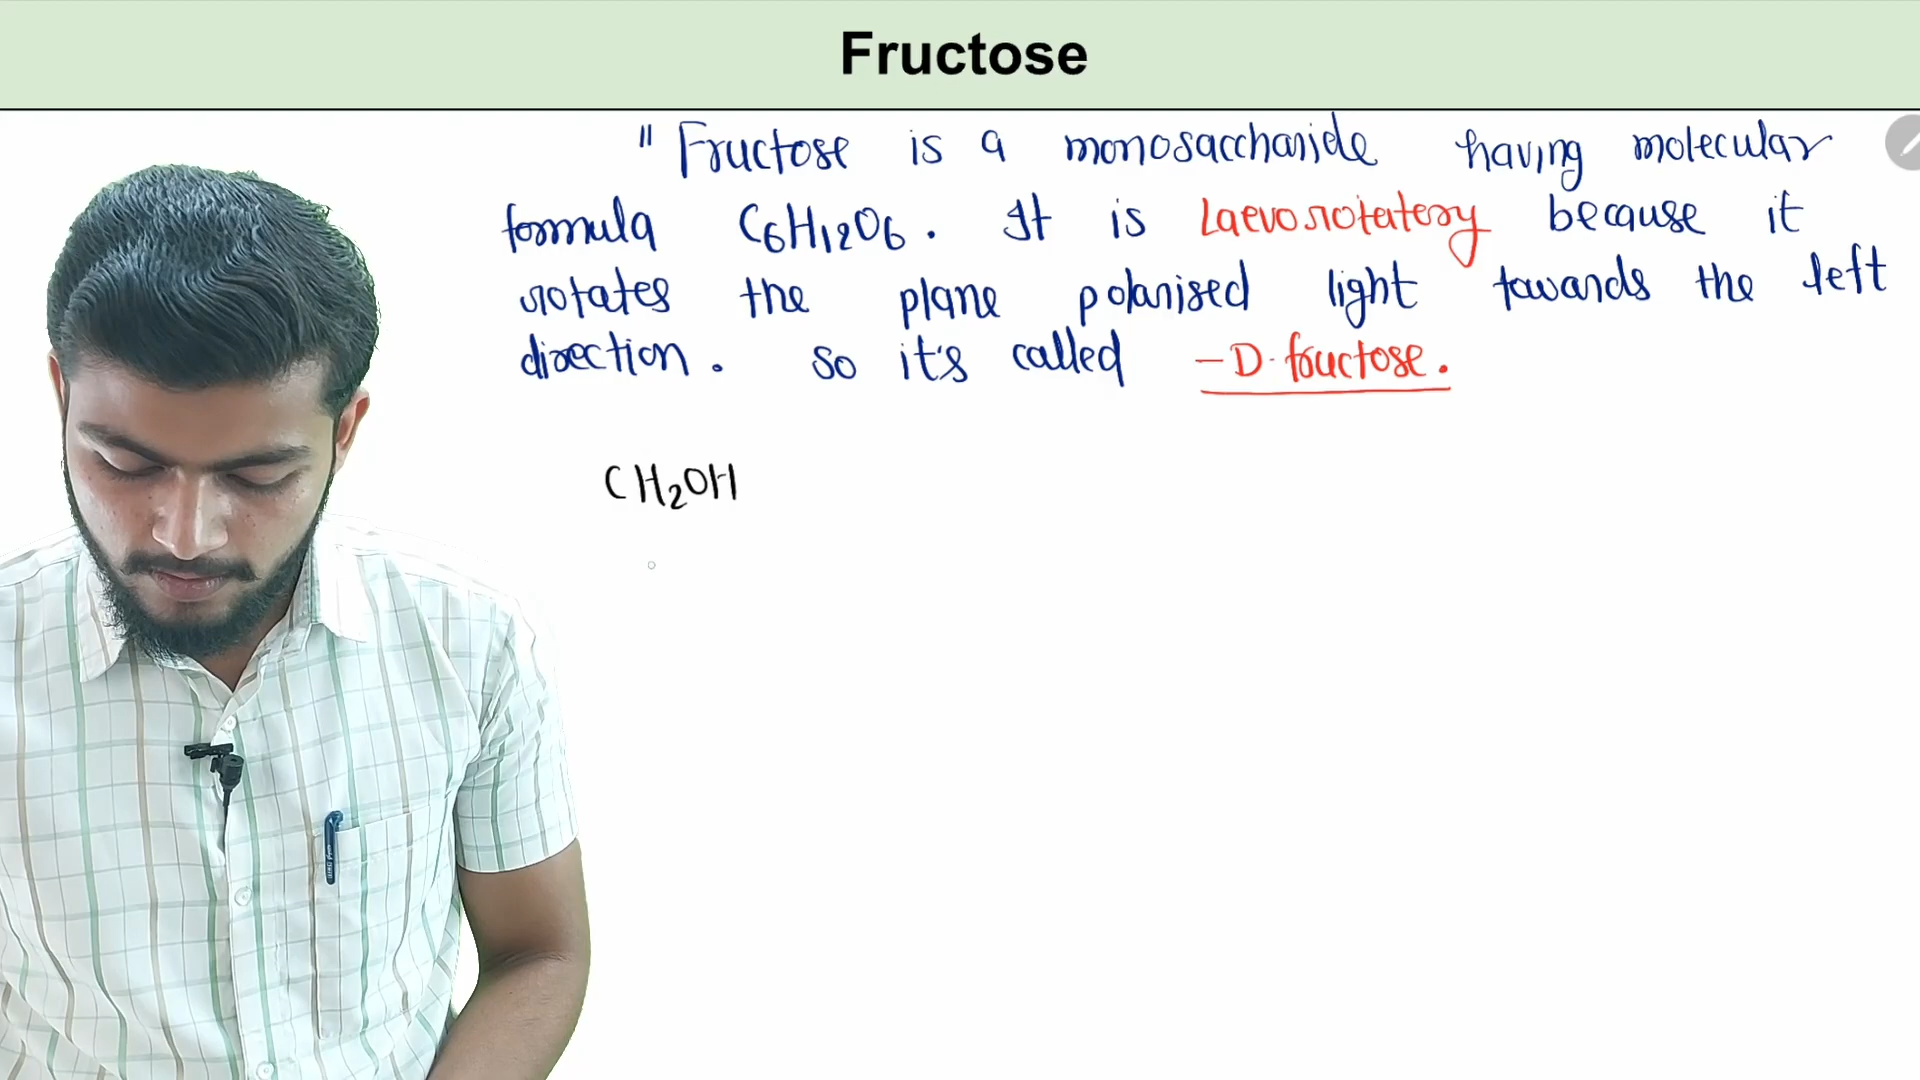 Fructose
" Fructose is a monosaccharide having molecular
formula C6H12O6. It is Laevorotatory because it
rotates the plane polarised light towards the left
direction. So it's called -D-fructose.
CH2OH